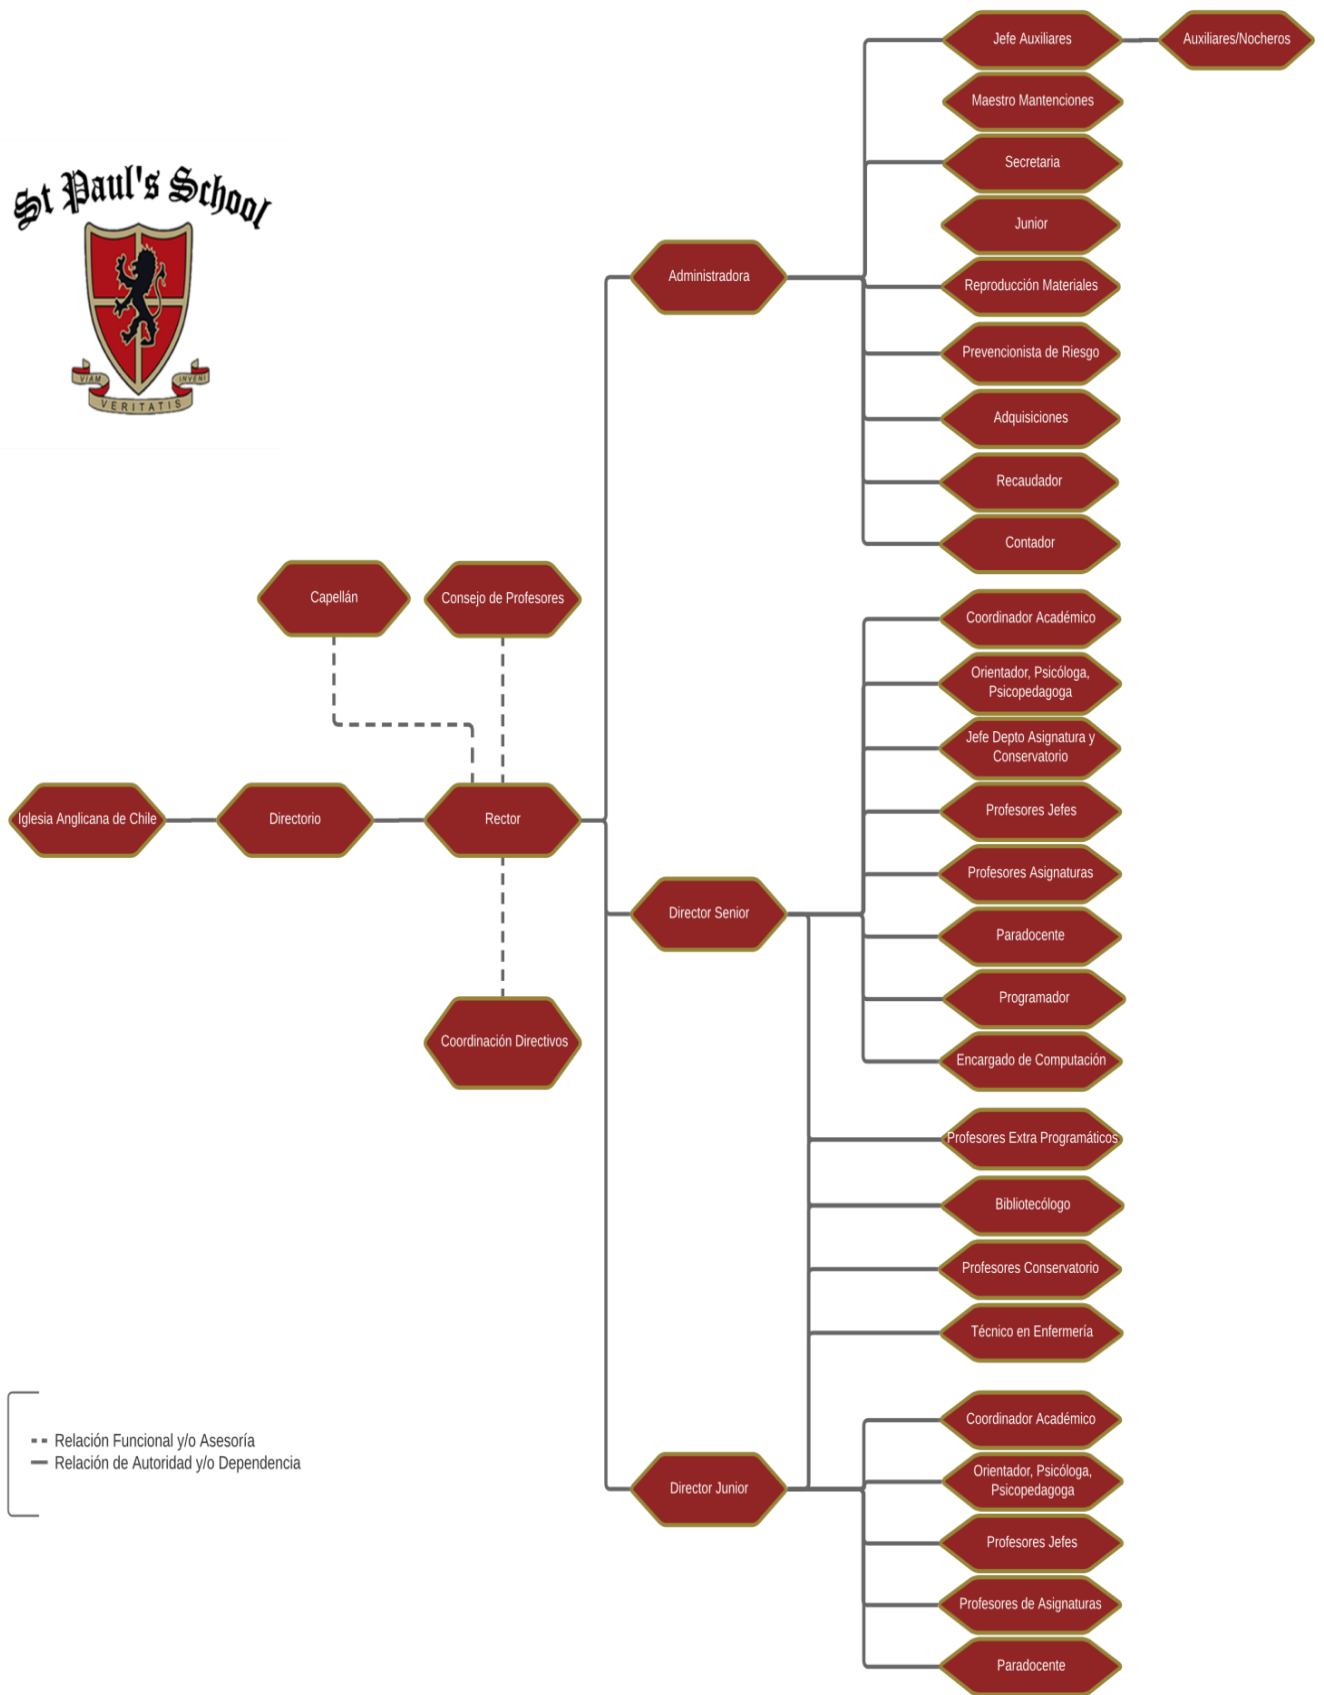 Jefe Auxiliares
Auxiliares/Nocheros
Maestro Mantenciones
Secretaria
Junior
Reproducción Materiales
Prevencionista de Riesgo
Adquisiciones
Recaudador
Contador
St Paul's School
VIAM
INVENI
VERITATIS
Administradora
Capellán
Consejo de Profesores
Iglesia Anglicana de Chile
Directorio
Rector
Coordinación Directivos
Director Senior
Coordinador Académico
Orientador, Psicóloga,
Psicopedagoga
Jefe Depto Asignatura y
Conservatorio
Profesores Jefes
Profesores Asignaturas
Paradocente
Programador
Encargado de Computación
Profesores Extra Programáticos
Bibliotecólogo
Profesores Conservatorio
Técnico en Enfermería
Director Junior
Coordinador Académico
Orientador, Psicóloga,
Psicopedagoga
Profesores Jefes
Profesores de Asignaturas
Paradocente
Relación Funcional y/o Asesoría
Relación de Autoridad y/o Dependencia